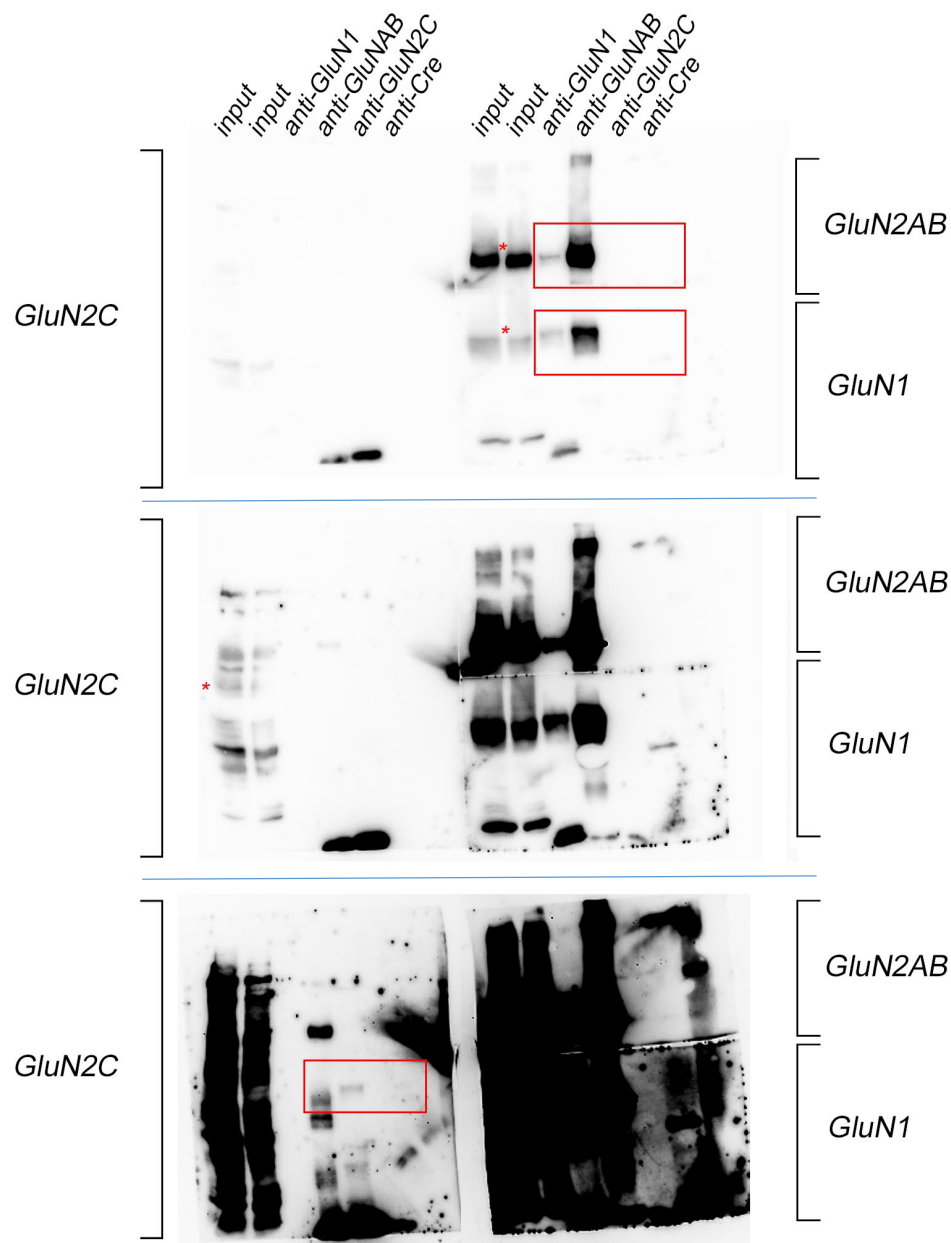 input
input
anti-GluN1
anti-GluNAB
anti-GluN2C
anti-Cre
input
input
anti-GluN1
anti-GluNAB
anti-GluN2C
anti-Cre
GluN2C
*
*
GluN2AB
GluN1
GluN2C
*
GluN2AB
GluN1
GluN2C
GluN2AB
GluN1